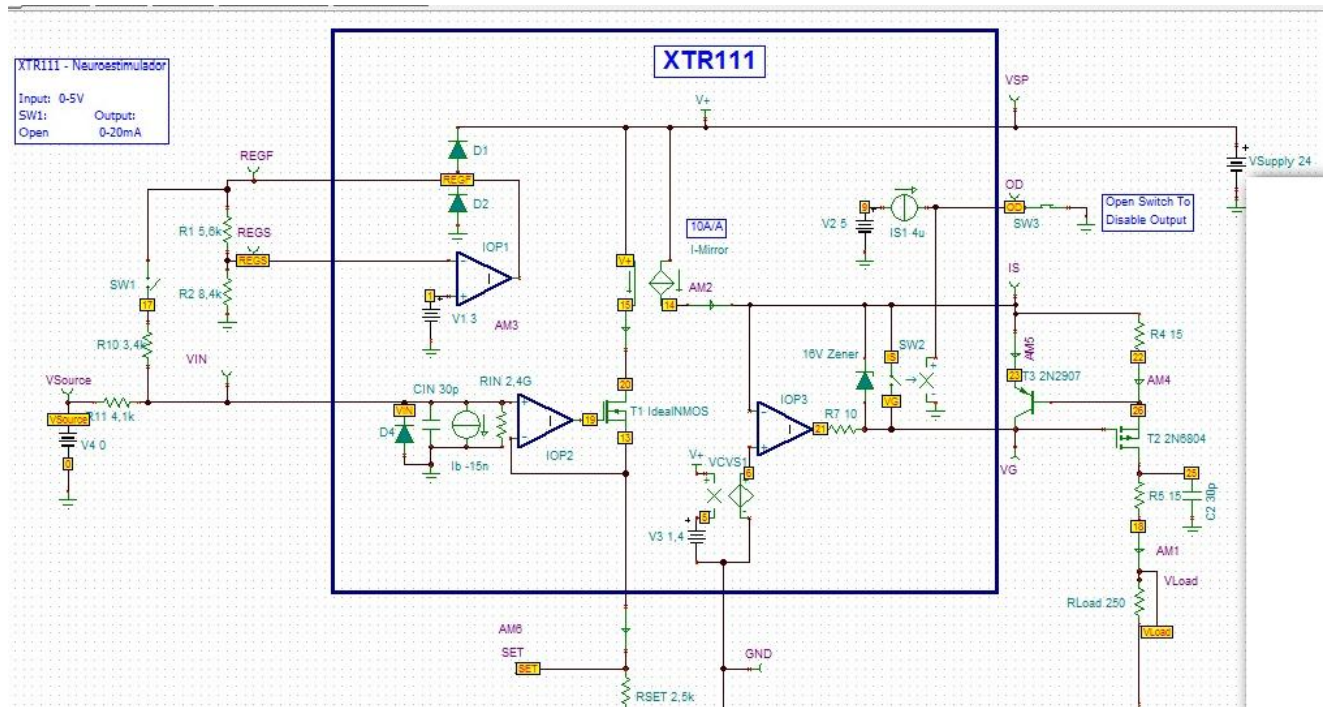 XTR111
XTR111 - Neuroestimulador
Input: 0-5V
SW1: Output:
Open 0-20mA
VSP
V+
D1
REGF
REGF
VSupply 24
D2
OD
OD
SW3
Open Switch To
Disable Output
9
V2 5
IS1 4u
R1 5,6k
REGS
REGS
IOP1
10A/A
I-Mirror
V+
IS
SW1
R2 8,4k
1
V1 3
15
14
AM2
17
AM3
R10 3,4k
VIN
16V Zener
IS
SW2
AM5
R4 15
22
VSource
CIN 30p
RIN 2,4G
20
23
T3 2N2907
AM4
VSource
R11 4,1k
VIN
IOP3
VG
26
V4 0
D4
19
T1 IdealNMOS
21
R7 10
T2 2N6804
Ib -15n
IOP2
13
V+
VCVS1
6
VG
25
0
5
R5 15
V3 1,4
18
AM1
VLoad
RLoad 250
AM6
VLoad
SET
GND
SET
RSET 2,5k